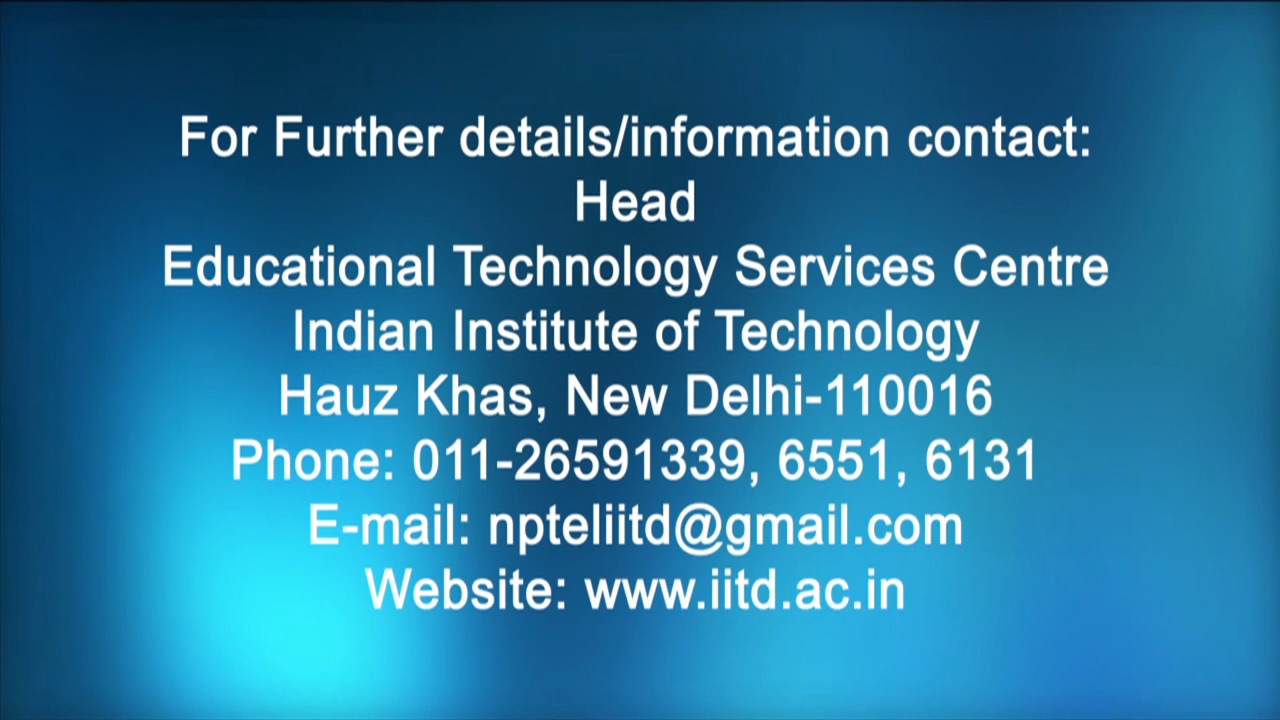 For Further details/information contact:
Head
Educational Technology Services Centre
Indian Institute of Technology
Hauz Khas, New Delhi-110016
Phone: 011-26591339, 6551, 6131
E-mail: npteliitd@gmail.com
Website: www.iitd.ac.in